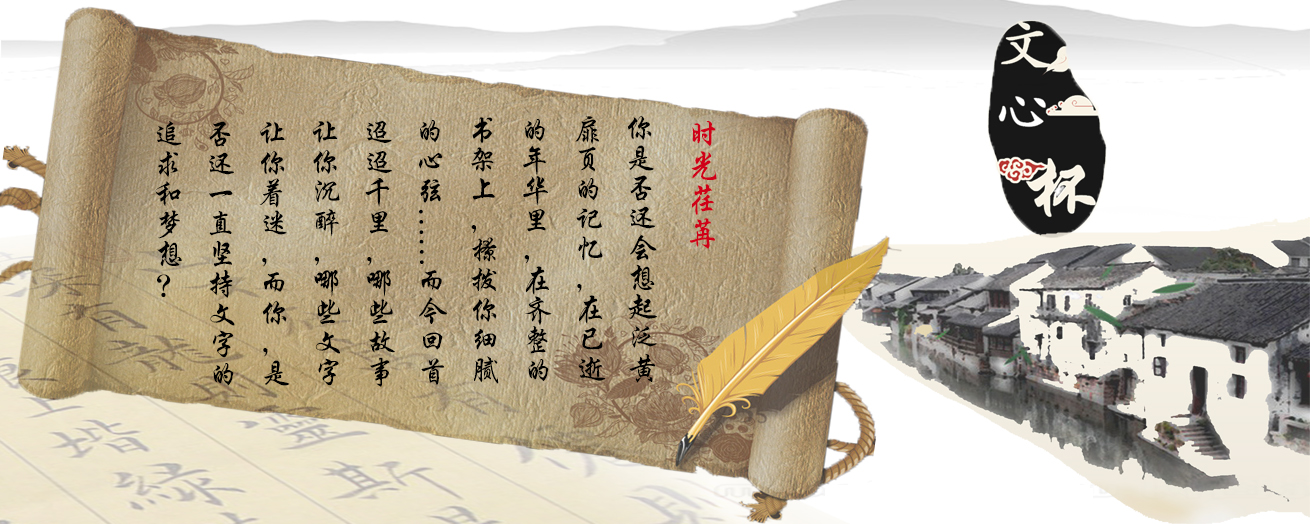 时光荏苒
你是否还会想起泛黄
扉页的记忆,在已逝
的年华里,在齐整的
书架上,撩拨你细腻
的心弦……而今回首
迢迢千里,哪些故事
让你沉醉,哪些文字
让你着迷,而你,是
否还一直坚持文字的
追求和梦想?
文心杯